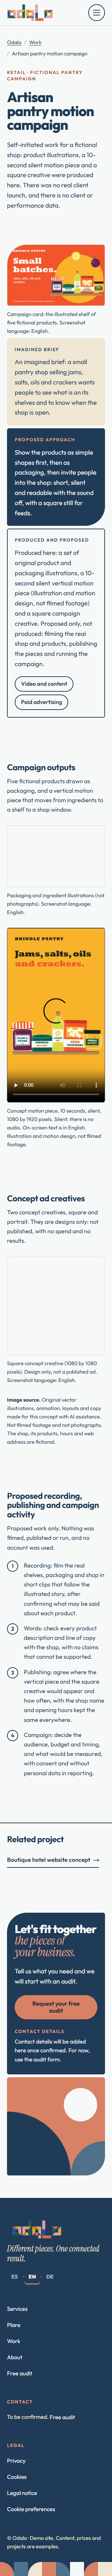 odolo
Odolo / Work
/ Artisan pantry motion campaign
RETAIL · FICTIONAL PANTRY
CAMPAIGN
Artisan
pantry motion
campaign
Self-initiated work for a fictional
shop: product illustrations, a 10-
second silent motion piece and
square creative were produced
here. There was no real client
launch, and there is no client or
performance data.
BRINDLE PANTRY
Small
batches.
Campaign card: the illustrated shelf of
five fictional products. Screenshot
language: English.
IMAGINED BRIEF
An imagined brief: a small
pantry shop selling jams,
salts, oils and crackers wants
people to see what is on its
shelves and to know when the
shop is open.
PROPOSED APPROACH
Show the products as simple
shapes first, then as
packaging, then invite people
into the shop: short, silent
and readable with the sound
off, with a square still for
feeds.
PRODUCED AND PROPOSED
Produced here: a set of
original product and
packaging illustrations, a 10-
second silent vertical motion
piece (illustration and motion
design, not filmed footage)
and a square campaign
creative. Proposed only, not
produced: filming the real
shop and products, publishing
the pieces and running the
campaign.
Video and content
Paid advertising
Campaign outputs
Five fictional products drawn as
packaging, and a vertical motion
piece that moves from ingredients to
shelf to a shop window.
Packaging and ingredient illustrations (not
photographs). Screenshot language:
English.
BRINDLE PANTRY
Jams, salts, oils
and crackers.
0:00
Concept motion piece, 10 seconds, silent,
1080 by 1920 pixels. Silent: there is no
audio. On-screen text is in English.
Illustration and motion design, not filmed
footage.
Concept ad creatives
Two concept creatives, square and
portrait. They are designs only: not
published, with no spend and no
results.
Square concept creative (1080 by 1080
pixels). Design only, not a published ad.
Screenshot language: English.
Image source. Original vector
illustrations, animation, layouts and copy
made for this concept with AI assistance.
Not filmed footage and not photographs.
The shop, its products, hours and web
address are fictional.
Proposed recording,
publishing and campaign
activity
Proposed work only. Nothing was
filmed, published or run, and no
account was used.
1 Recording: film the real
shelves, packaging and shop in
short clips that follow the
illustrated story, after
confirming what may be said
about each product.
2 Words: check every product
description and line of copy
with the shop, with no claims
that cannot be supported.
3 Publishing: agree where the
vertical piece and the square
creative would appear and
how often, with the shop name
and opening hours kept the
same everywhere.
4 Campaign: decide the
audience, budget and timing,
and what would be measured,
with consent and without
personal data in reporting.
Related project
Boutique hotel website concept →
Let's fit together
the pieces of
your business.
Tell us what you need and we
will start with an audit.
Request your free
audit
CONTACT DETAILS
Contact details will be added
here once confirmed. For now,
use the audit form.
odolo
Different pieces. One connected
result.
ES · EN · DE
Services
Plans
Work
About
Free audit
CONTACT
To be confirmed. Free audit
LEGAL
Privacy
Cookies
Legal notice
Cookie preferences
© Odolo · Demo site. Content, prices and
projects are examples.